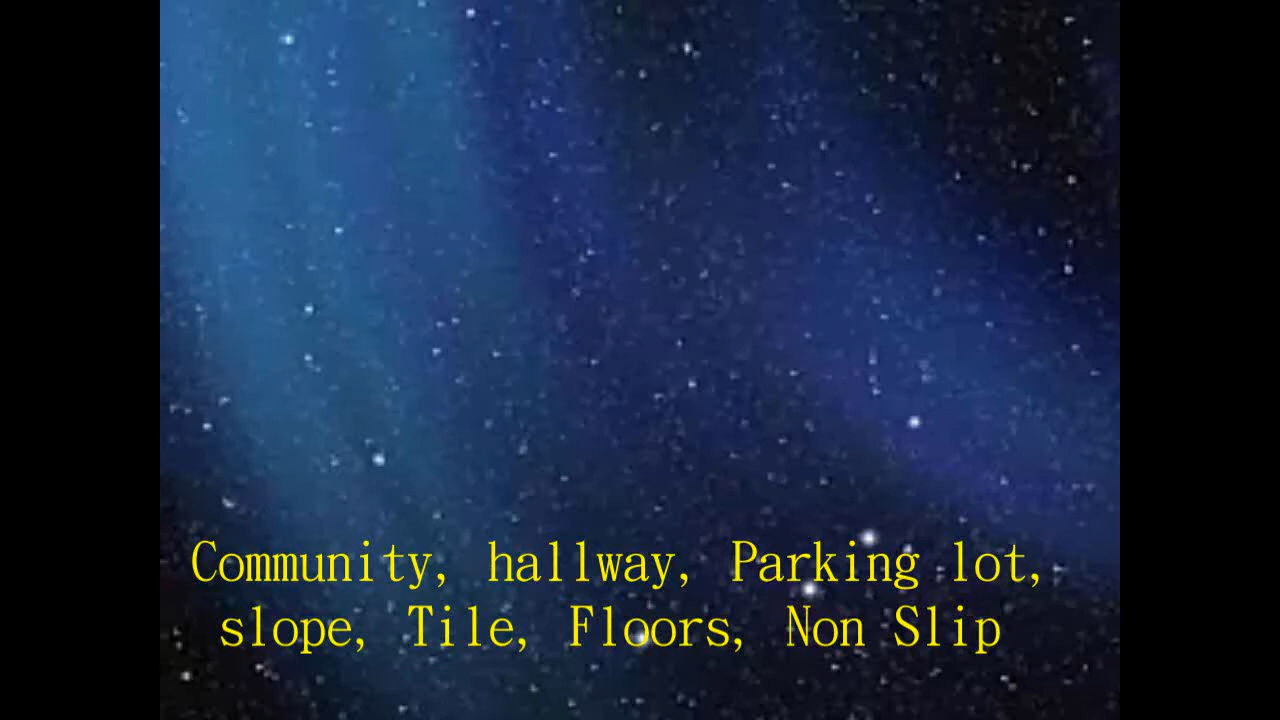 Community, hallway, Parking lot,
slope, Tile, Floors, Non Slip